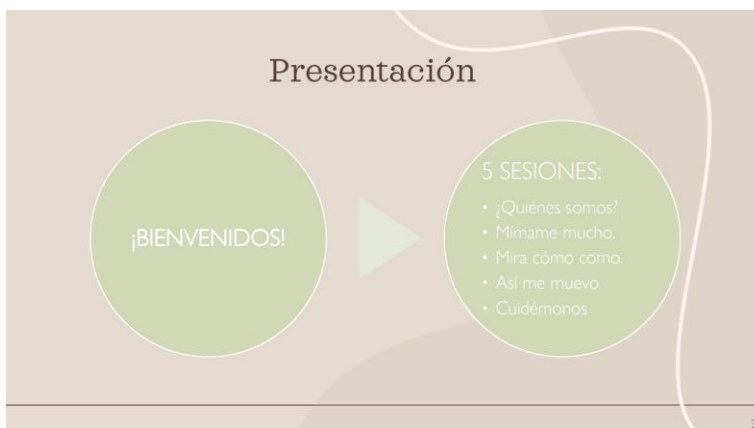 Presentación
¡BIENVENIDOS!
5 SESIONES:
• ¿Quiénes somos?
• Mímame mucho.
• Mira cómo como.
• Así me muevo
• Cuidémonos